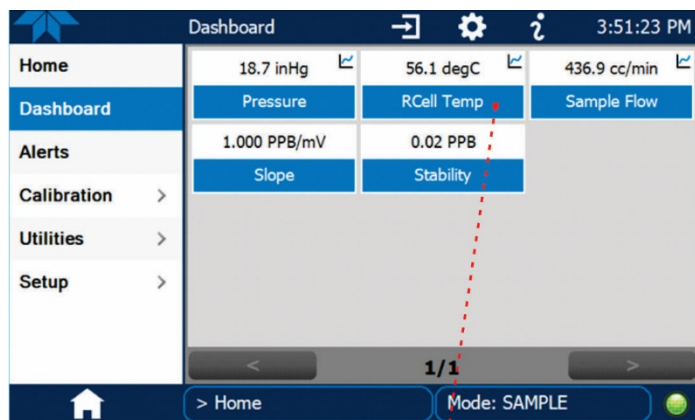 Dashboard 3:51:23 PM
Home
Dashboard
Alerts
Calibration >
Utilities >
Setup >
18.7 inHg 56.1 degC 436.9 cc/min
Pressure RCell Temp Sample Flow
1.000 PPB/mV 0.02 PPB
Slope Stability
< 1/1 >
> Home Mode: SAMPLE